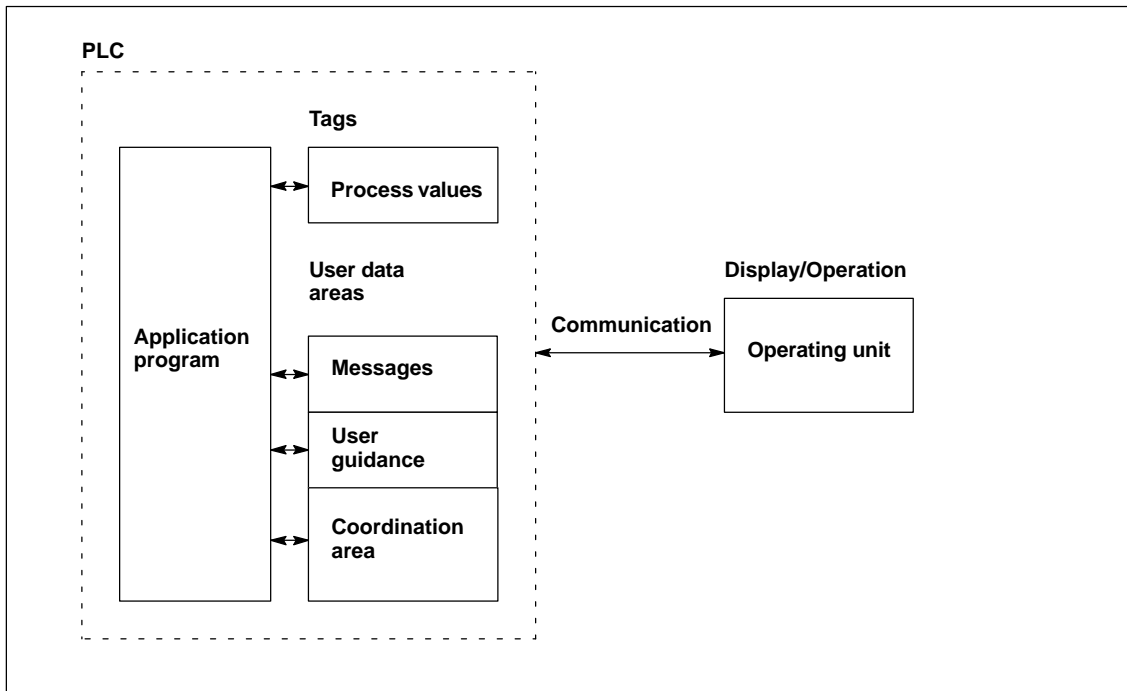 PLC
Tags
Process values
User data
areas
Application
program
Messages
User
guidance
Coordination
area
Communication
Display/Operation
Operating unit